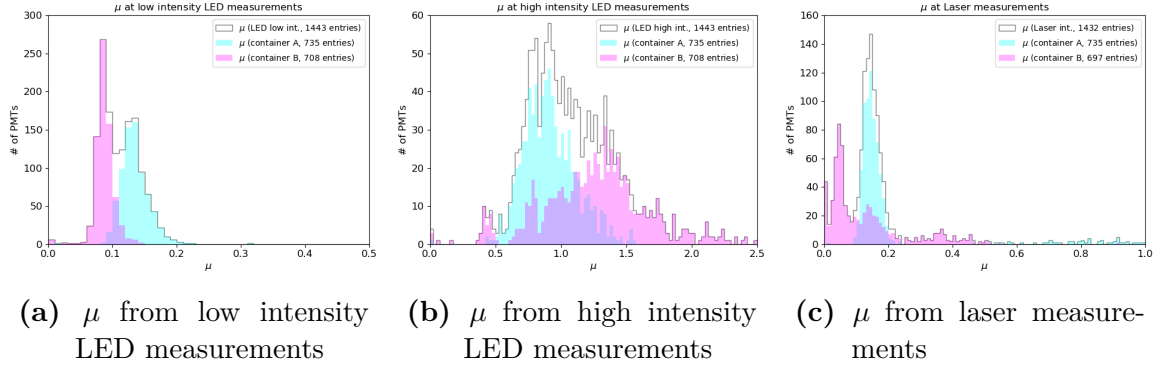 μ at low intensity LED measurements
μ (LED low int., 1443 entries)
μ (container A, 735 entries)
μ (container B, 708 entries)
# of PMTs
300
250
200
150
100
50
0
0.0 0.1 0.2 0.3 0.4 0.5
μ
μ at high intensity LED measurements
μ (LED high int., 1443 entries)
μ (container A, 735 entries)
μ (container B, 708 entries)
# of PMTs
60
50
40
30
20
10
0
0.0 0.5 1.0 1.5 2.0 2.5
μ
μ at Laser measurements
μ (Laser int., 1432 entries)
μ (container A, 735 entries)
μ (container B, 697 entries)
# of PMTs
160
140
120
100
80
60
40
20
0
0.0 0.2 0.4 0.6 0.8 1.0
μ
(a) μ from low intensity
LED measurements
(b) μ from high intensity
LED measurements
(c) μ from laser measure-
ments